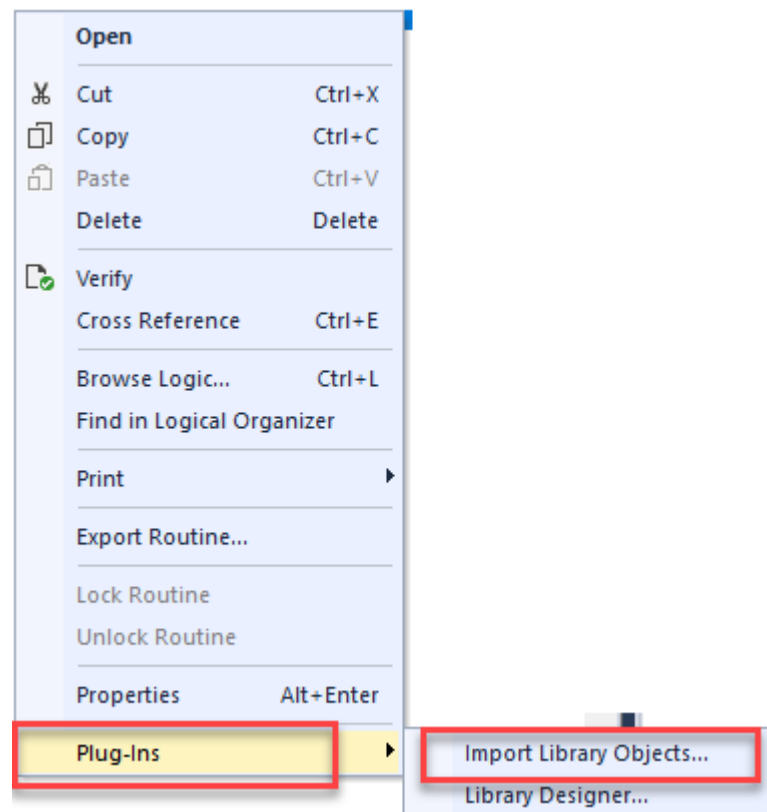 Open
Cut Ctrl+X
Copy Ctrl+C
Paste Ctrl+V
Delete Delete
Verify
Cross Reference Ctrl+E
Browse Logic... Ctrl+L
Find in Logical Organizer
Print
Export Routine...
Lock Routine
Unlock Routine
Properties Alt+Enter
Plug-Ins
Import Library Objects...
Library Designer...